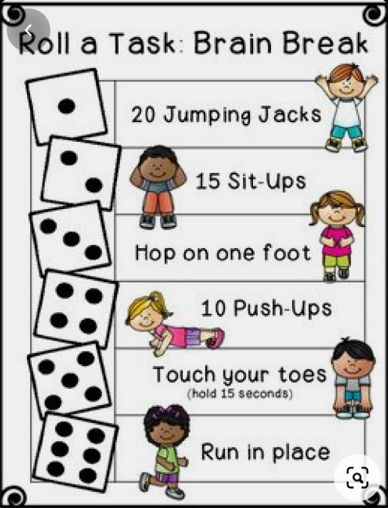 Roll a Task: Brain Break
20 Jumping Jacks
15 Sit-Ups
Hop on one foot
10 Push-Ups
Touch your toes
(hold 15 seconds)
Run in place